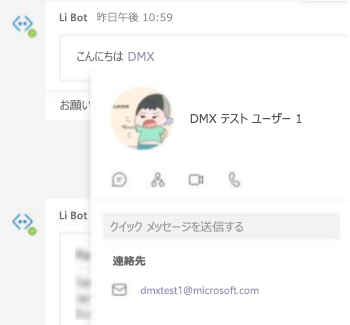 Li Bot 昨日午後 10:59
こんにちは DMX
お願い
DMX テスト ユーザー 1
Li Bot
クイック メッセージを送信する
連絡先
dmxtest1@microsoft.com